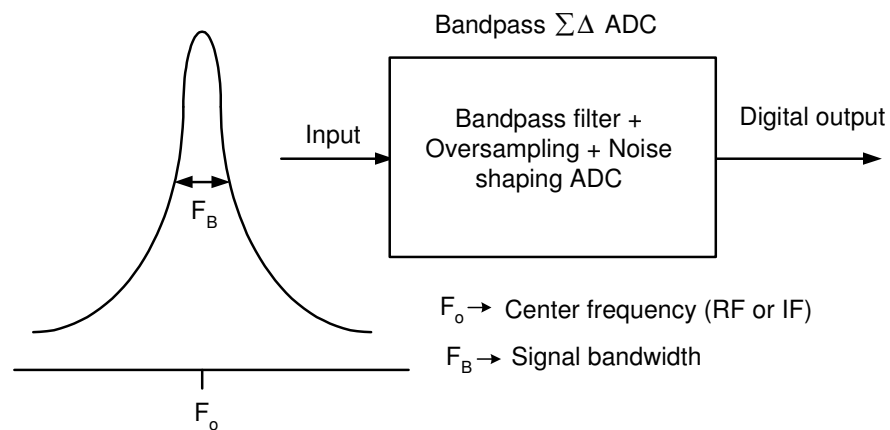 Bandpass ΣΔ ADC
Input
Bandpass filter +
Oversampling + Noise
shaping ADC
Digital output
F_B
F_o → Center frequency (RF or IF)
F_B → Signal bandwidth
F_o